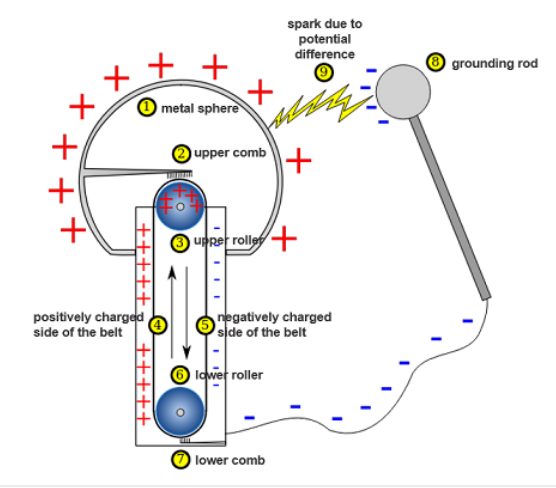 spark due to
potential
difference
9
8 grounding rod
1 metal sphere
2 upper comb
3 upper roller
positively charged
side of the belt
4
5 negatively charged
side of the belt
6 lower roller
7 lower comb